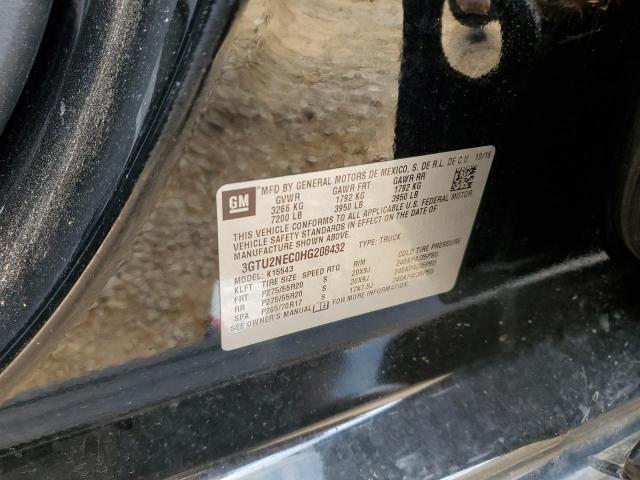 GM
MFD BY GENERAL MOTORS DE MEXICO, S. DE R.L. DE C.V. 10/16
GVWR GAWR FRT GAWR RR
3266 KG 1792 KG 1792 KG
7200 LB 3950 LB 3950 LB
THIS VEHICLE CONFORMS TO ALL APPLICABLE U.S. FEDERAL MOTOR
VEHICLE SAFETY STANDARDS IN EFFECT ON THE DATE OF
MANUFACTURE SHOWN ABOVE.
3GTU2NEC0HG208432 TYPE: TRUCK
MODEL: K15543
KLFT TIRE SIZE SPEED RTG RIM COLD TIRE PRESSURE
FRT P275/55R20 S 20X9J 240KPA(35PSI)
RR P275/55R20 S 20X9J 240KPA(35PSI)
SPA P265/70R17 S 17X7.5J 240KPA(35PSI)
SEE OWNER'S MANUAL FOR MORE INFORMATION.